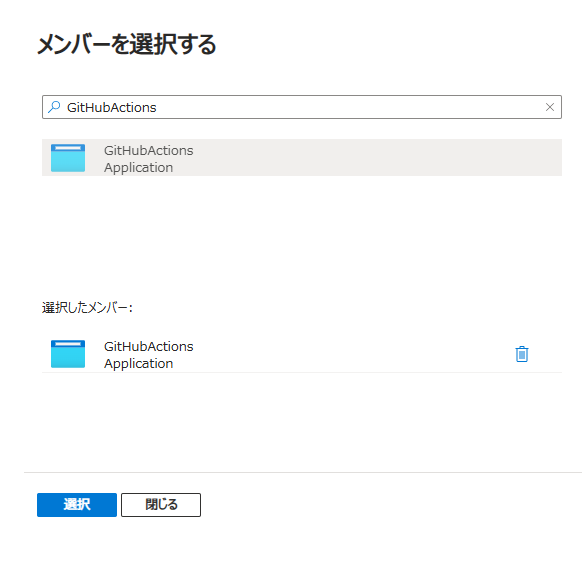 メンバーを選択する
GitHubActions
GitHubActions
Application
選択したメンバー:
GitHubActions
Application
選択
閉じる